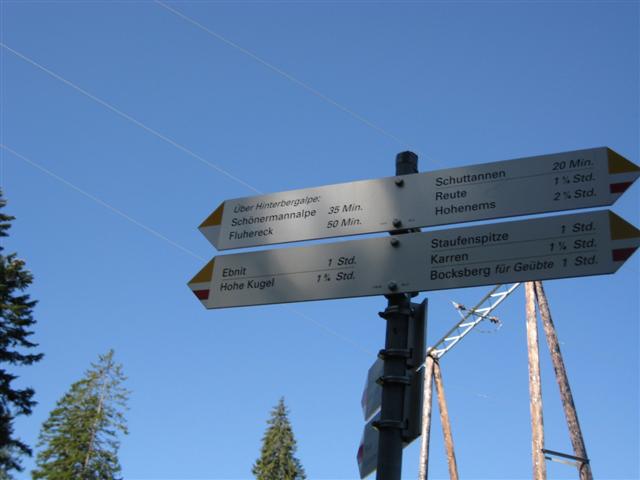 Über Hinterbergalpe:
Schönermannalpe 35 Min.
Fluhereck 50 Min.
Schuttannen 20 Min.
Reute 1 ¼ Std.
Hohenems 2 ¼ Std.
Ebnit 1 Std.
Hohe Kugel 1 ¾ Std.
Staufenspitze 1 Std.
Karren 1 ¼ Std.
Bocksberg für Geübte 1 Std.